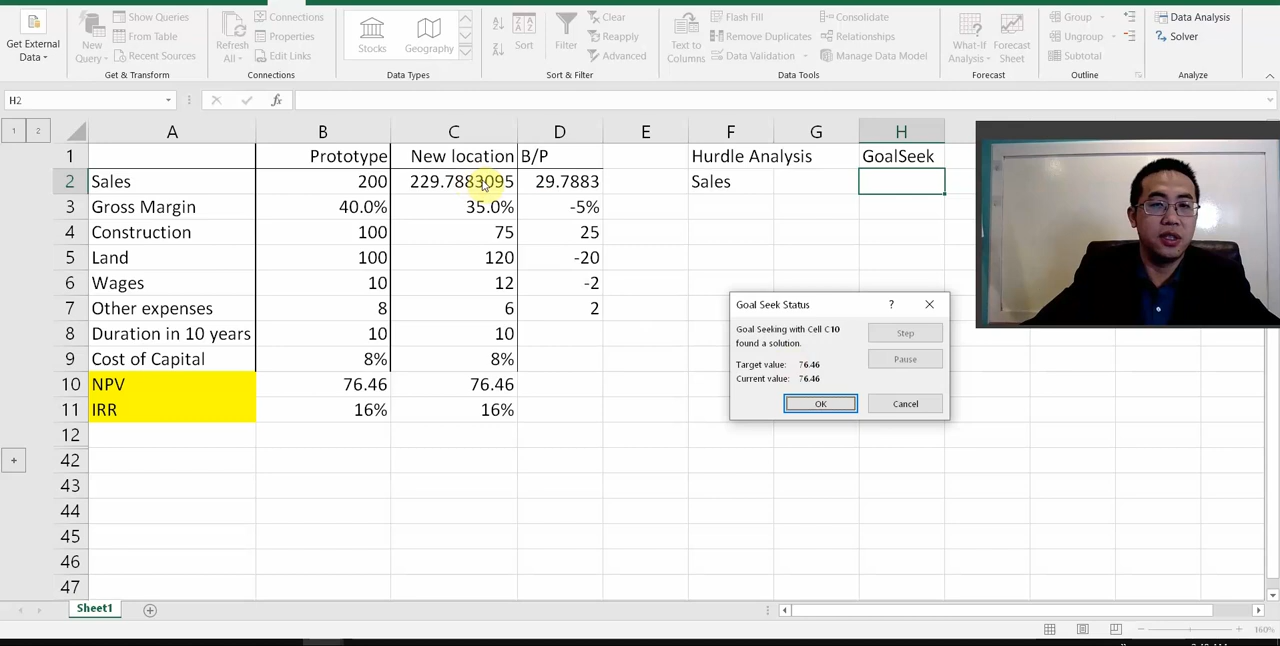 Get External
Data
New
Query
Show Queries
From Table
Recent Sources
Get & Transform
Refresh
All
Connections
Properties
Edit Links
Connections
Stocks
Geography
Data Types
Sort
Filter
Clear
Reapply
Advanced
Sort & Filter
Text to
Columns
Flash Fill
Remove Duplicates
Data Validation
Consolidate
Relationships
Manage Data Model
Data Tools
What-If
Analysis
Forecast
Sheet
Forecast
Group
Ungroup
Subtotal
Outline
Data Analysis
Solver
Analyze
H2
fx
1 2
A B C D E F G H
1 Prototype New location B/P Hurdle Analysis GoalSeek
2 Sales 200 229.7883095 29.7883 Sales
3 Gross Margin 40.0% 35.0% -5%
4 Construction 100 75 25
5 Land 100 120 -20
6 Wages 10 12 -2
7 Other expenses 8 6 2
8 Duration in 10 years 10 10
9 Cost of Capital 8% 8%
10 NPV 76.46 76.46
11 IRR 16% 16%
12
42
43
44
45
46
47
Goal Seek Status ?
Goal Seeking with Cell C10
found a solution.
Target value: 76.46
Current value: 76.46
Step
Pause
OK
Cancel
Sheet1
160%